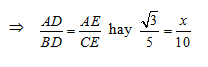 ⇒ AD/BD = AE/CE hay √3/5 = x/10